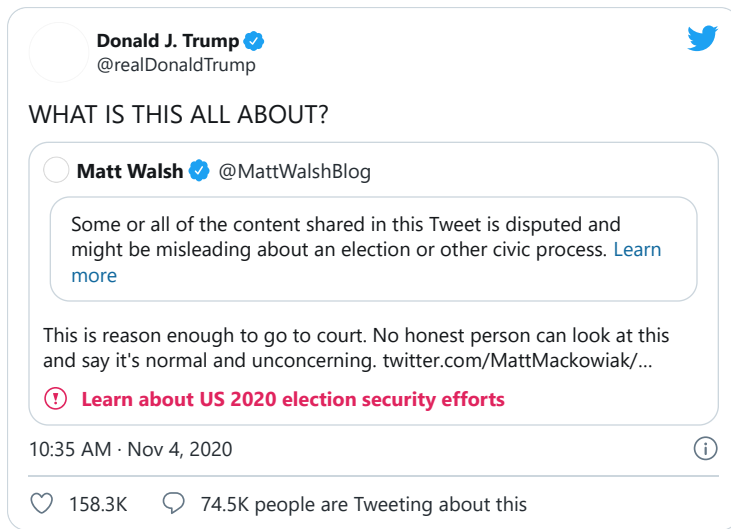 Donald J. Trump
@realDonaldTrump
WHAT IS THIS ALL ABOUT?
Matt Walsh @MattWalshBlog
Some or all of the content shared in this Tweet is disputed and
might be misleading about an election or other civic process. Learn
more
This is reason enough to go to court. No honest person can look at this
and say it's normal and unconcerning. twitter.com/MattMackowiak/…
Learn about US 2020 election security efforts
10:35 AM · Nov 4, 2020
158.3K 74.5K people are Tweeting about this